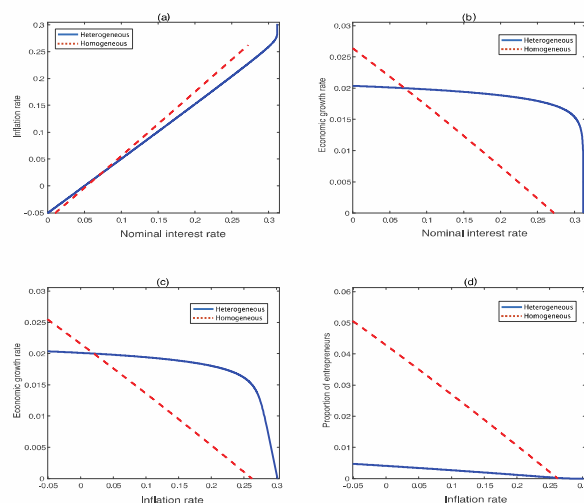 (a)
Heterogeneous
Homogeneous
0.3
0.25
0.2
0.15
0.1
0.05
0
-0.05
Inflation rate
0 0.05 0.1 0.15 0.2 0.25 0.3
Nominal interest rate
(b)
Heterogeneous
Homogeneous
0.03
0.025
0.02
0.015
0.01
0.005
0
Economic growth rate
0 0.05 0.1 0.15 0.2 0.25 0.3
Nominal interest rate
(c)
Heterogeneous
Homogeneous
0.03
0.025
0.02
0.015
0.01
0.005
0
Economic growth rate
-0.05 0 0.05 0.1 0.15 0.2 0.25 0.3
Inflation rate
(d)
Heterogeneous
Homogeneous
0.06
0.05
0.04
0.03
0.02
0.01
0
Proportion of entrepreneurs
-0.05 0 0.05 0.1 0.15 0.2 0.25 0.3
Inflation rate